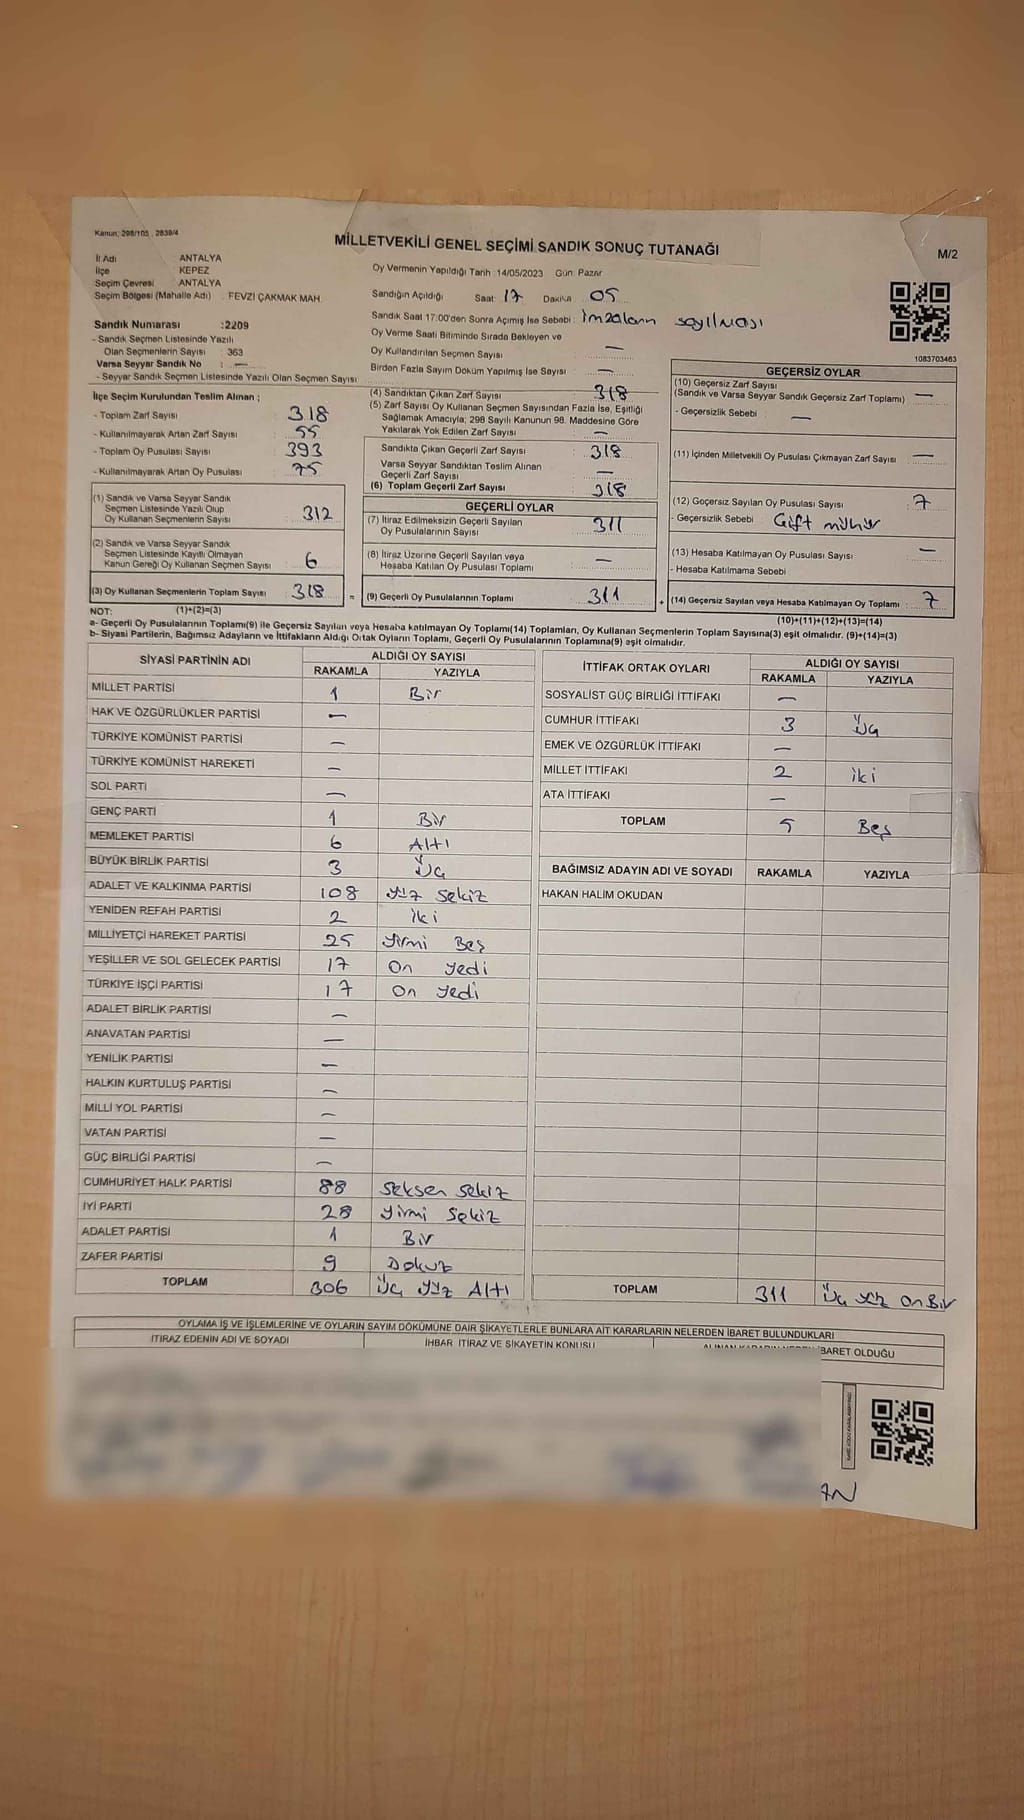 Kanun; 298/105 , 2839/4
MİLLETVEKİLİ GENEL SEÇİMİ SANDIK SONUÇ TUTANAĞI
M/2
İl Adı ANTALYA
İlçe KEPEZ
Seçim Çevresi ANTALYA
Seçim Bölgesi (Mahalle Adı) : FEVZİ ÇAKMAK MAH.
Sandık Numarası :2209
- Sandık Seçmen Listesinde Yazılı
Olan Seçmenlerin Sayısı : 363
Varsa Seyyar Sandık No : —
- Seyyar Sandık Seçmen Listesinde Yazılı Olan Seçmen Sayısı
Oy Vermenin Yapıldığı Tarih :14/05/2023 Gün: Pazar
Sandığın Açıldığı Saat: 17 Dakika 05
Sandık Saat 17:00'den Sonra Açımış İse Sebebi : imzaların sayılması
Oy Verme Saati Bitiminde Sırada Bekleyen ve
Oy Kullandırılan Seçmen Sayısı : —
Birden Fazla Sayım Döküm Yapılmış İse Sayısı : —
1083703463
İlçe Seçim Kurulundan Teslim Alınan ;
- Toplam Zarf Sayısı : 318
- Kullanılmayarak Artan Zarf Sayısı : 55
- Toplam Oy Pusulası Sayısı : 393
- Kullanılmayarak Artan Oy Pusulası : 75
(1) Sandık ve Varsa Seyyar Sandık
Seçmen Listesinde Yazılı Olup
Oy Kullanan Seçmenlerin Sayısı : 312
(2) Sandık ve Varsa Seyyar Sandık
Seçmen Listesinde Kayıtlı Olmayan
Kanun Gereği Oy Kullanan Seçmen Sayısı : 6
(3) Oy Kullanan Seçmenlerin Toplam Sayısı : 318
(1)+(2)=(3)
(4) Sandıktan Çıkan Zarf Sayısı : 318
(5) Zarf Sayısı Oy Kullanan Seçmen Sayısından Fazla İse, Eşitliği
Sağlamak Amacıyla; 298 Sayılı Kanunun 98. Maddesine Göre
Yakılarak Yok Edilen Zarf Sayısı : —
Sandıkta Çıkan Geçerli Zarf Sayısı : 318
Varsa Seyyar Sandıktan Teslim Alınan
Geçerli Zarf Sayısı : —
(6) Toplam Geçerli Zarf Sayısı : 318
GEÇERLİ OYLAR
(7) İtiraz Edilmeksizin Geçerli Sayılan
Oy Pusulalarının Sayısı : 311
(8) İtiraz Üzerine Geçerli Sayılan veya
Hesaba Katılan Oy Pusulası Toplamı : —
= (9) Geçerli Oy Pusulalarının Toplamı : 311
GEÇERSİZ OYLAR
(10) Geçersiz Zarf Sayısı
(Sandık ve Varsa Seyyar Sandık Geçersiz Zarf Toplamı) : —
- Geçersizlik Sebebi : —
(11) İçinden Milletvekili Oy Pusulası Çıkmayan Zarf Sayısı : —
(12) Geçersiz Sayılan Oy Pusulası Sayısı : 7
- Geçersizlik Sebebi : Çift mühür
(13) Hesaba Katılmayan Oy Pusulası Sayısı : —
- Hesaba Katılmama Sebebi
+ (14) Geçersiz Sayılan veya Hesaba Katılmayan Oy Toplamı : 7
(10)+(11)+(12)+(13)=(14)
NOT:
a- Geçerli Oy Pusulalarının Toplamı(9) ile Geçersiz Sayılan veya Hesaba katılmayan Oy Toplamı(14) Toplamları, Oy Kullanan Seçmenlerin Toplam Sayısına(3) eşit olmalıdır. (9)+(14)=(3)
b- Siyasi Partilerin, Bağımsız Adayların ve İttifakların Aldığı Ortak Oyların Toplamı, Geçerli Oy Pusulalarının Toplamına(9) eşit olmalıdır.
SİYASİ PARTİNİN ADI ALDIĞI OY SAYISI
RAKAMLA YAZIYLA
MİLLET PARTİSİ 1 Bir
HAK VE ÖZGÜRLÜKLER PARTİSİ —
TÜRKİYE KOMÜNİST PARTİSİ —
TÜRKİYE KOMÜNİST HAREKETİ —
SOL PARTİ —
GENÇ PARTİ 1 Bir
MEMLEKET PARTİSİ 6 Altı
BÜYÜK BİRLİK PARTİSİ 3 Üç
ADALET VE KALKINMA PARTİSİ 108 Yüz Sekiz
YENİDEN REFAH PARTİSİ 2 İki
MİLLİYETÇİ HAREKET PARTİSİ 25 Yirmi Beş
YEŞİLLER VE SOL GELECEK PARTİSİ 17 On Yedi
TÜRKİYE İŞÇİ PARTİSİ 17 On Yedi
ADALET BİRLİK PARTİSİ —
ANAVATAN PARTİSİ —
YENİLİK PARTİSİ —
HALKIN KURTULUŞ PARTİSİ —
MİLLİ YOL PARTİSİ —
VATAN PARTİSİ —
GÜÇ BİRLİĞİ PARTİSİ —
CUMHURİYET HALK PARTİSİ 88 Seksen Sekiz
İYİ PARTİ 28 Yirmi Sekiz
ADALET PARTİSİ 1 Bir
ZAFER PARTİSİ 9 Dokuz
TOPLAM 306 Üç Yüz Altı
İTTİFAK ORTAK OYLARI ALDIĞI OY SAYISI
RAKAMLA YAZIYLA
SOSYALİST GÜÇ BİRLİĞİ İTTİFAKI —
CUMHUR İTTİFAKI 3 Üç
EMEK VE ÖZGÜRLÜK İTTİFAKI —
MİLLET İTTİFAKI 2 İki
ATA İTTİFAKI —
TOPLAM 5 Beş
BAĞIMSIZ ADAYIN ADI VE SOYADI RAKAMLA YAZIYLA
HAKAN HALİM OKUDAN
TOPLAM 311 Üç Yüz On Bir
OYLAMA İŞ VE İŞLEMLERİNE VE OYLARIN SAYIM DÖKÜMÜNE DAİR ŞİKAYETLERLE BUNLARA AİT KARARLARIN NELERDEN İBARET BULUNDUKLARI
İTİRAZ EDENİN ADI VE SOYADI İHBAR İTİRAZ VE ŞİKAYETİN KONUSU ALINAN KARARIN NEDEN İBARET OLDUĞU
AN